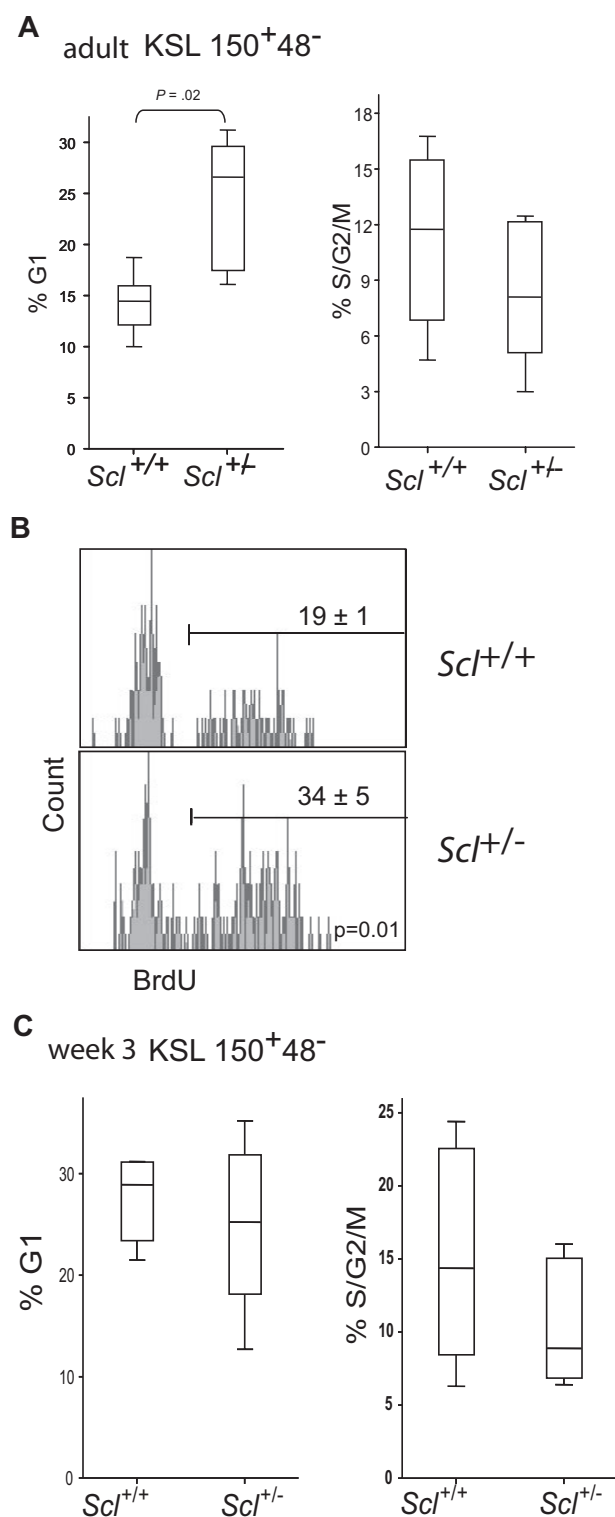 A
adult KSL 150⁺48⁻
P = .02
% G1
30
25
20
15
10
5
0
Scl⁺/⁺ Scl⁺/⁻
% S/G2/M
18
15
12
9
6
3
0
Scl⁺/⁺ Scl⁺/⁻
B
19 ± 1
Scl⁺/⁺
Count
34 ± 5
Scl⁺/⁻
p=0.01
BrdU
C
week 3 KSL 150⁺48⁻
% G1
30
20
10
0
Scl⁺/⁺ Scl⁺/⁻
% S/G2/M
25
20
15
10
5
0
Scl⁺/⁺ Scl⁺/⁻